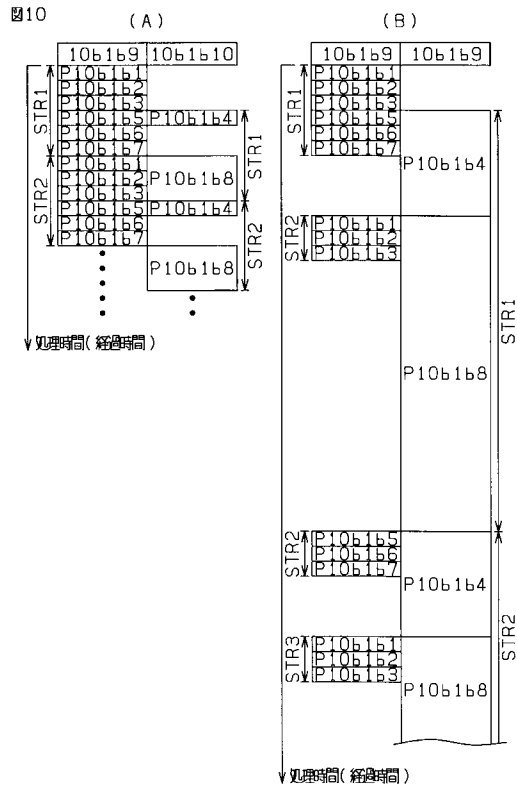 図10
(A)
10b1b9 10b1b10
P10b1b1
P10b1b2
P10b1b3
P10b1b5 P10b1b4
P10b1b6
P10b1b7
P10b1b1
P10b1b2 P10b1b8
P10b1b3
P10b1b5 P10b1b4
P10b1b6
P10b1b7
P10b1b8
STR1
STR2
STR1
STR2
処理時間(経過時間)
(B)
10b1b9 10b1b9
P10b1b1
P10b1b2
P10b1b3
P10b1b5
P10b1b6
P10b1b7
P10b1b4
P10b1b1
P10b1b2
P10b1b3
P10b1b8
P10b1b5
P10b1b6
P10b1b7
P10b1b4
P10b1b1
P10b1b2
P10b1b3
P10b1b8
STR1
STR2
STR2
STR3
STR1
STR2
処理時間(経過時間)